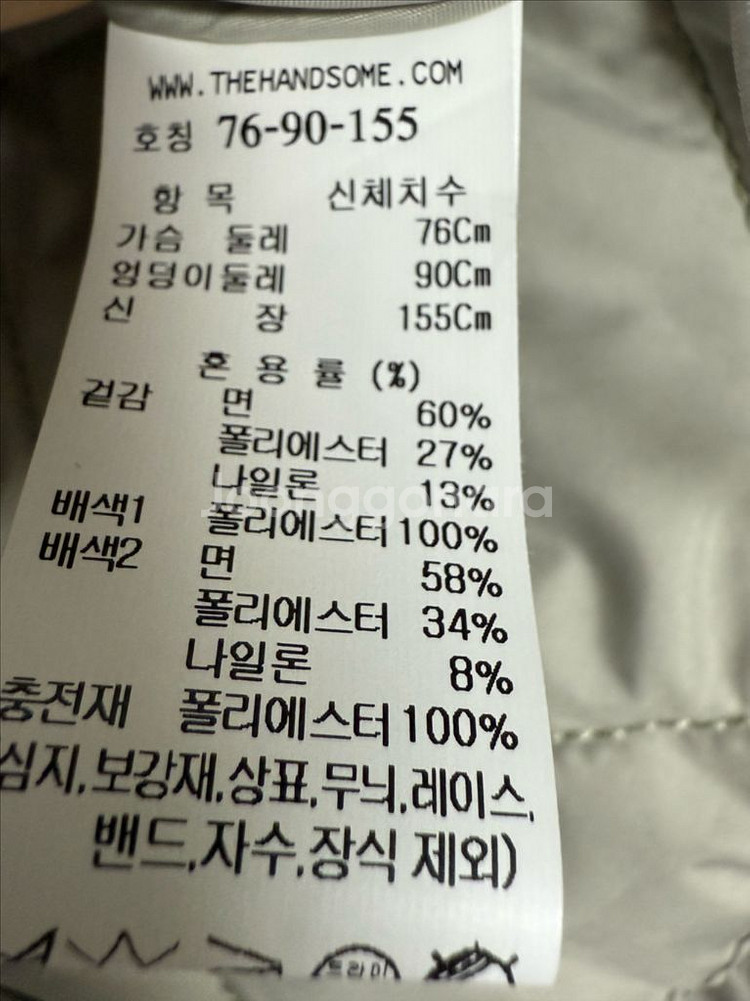 WWW.THEHANDSOME.COM
호칭 76-90-155
항 목 신체치수
가슴 둘레 76Cm
엉덩이둘레 90Cm
신 장 155Cm
혼 용 률 (%)
겉감 면 60%
폴리에스터 27%
나일론 13%
배색1 폴리에스터 100%
배색2 면 58%
폴리에스터 34%
나일론 8%
충전재 폴리에스터 100%
심지,보강재,상표,무늬,레이스,
밴드,자수,장식 제외)
드라이